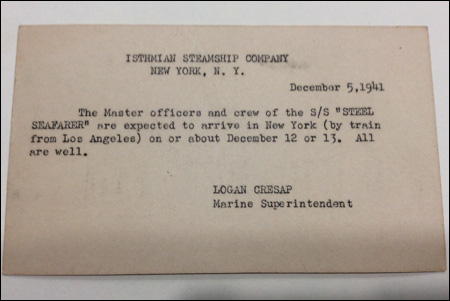 ISTHMIAN STEAMSHIP COMPANY
NEW YORK, N. Y.
December 5,1941
The Master officers and crew of the S/S "STEEL
SEAFARER" are expected to arrive in New York (by train
from Los Angeles) on or about December 12 or 13. All
are well.
LOGAN CRESAP
Marine Superintendent